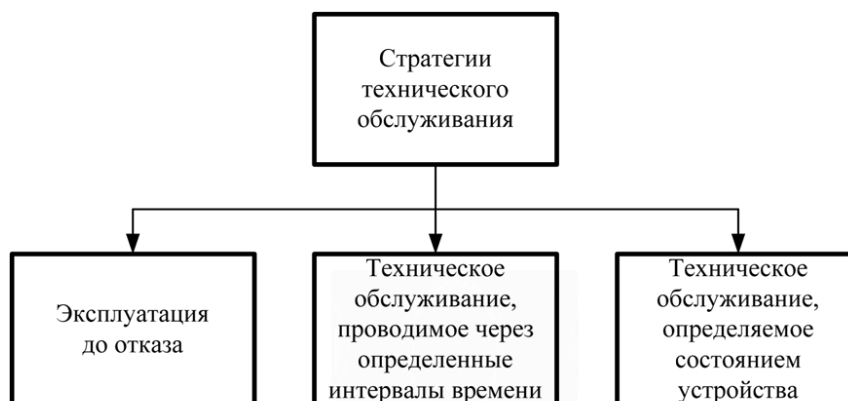 Стратегии
технического
обслуживания
Эксплуатация
до отказа
Техническое
обслуживание,
проводимое через
определенные
интервалы времени
Техническое
обслуживание,
определяемое
состоянием
устройства